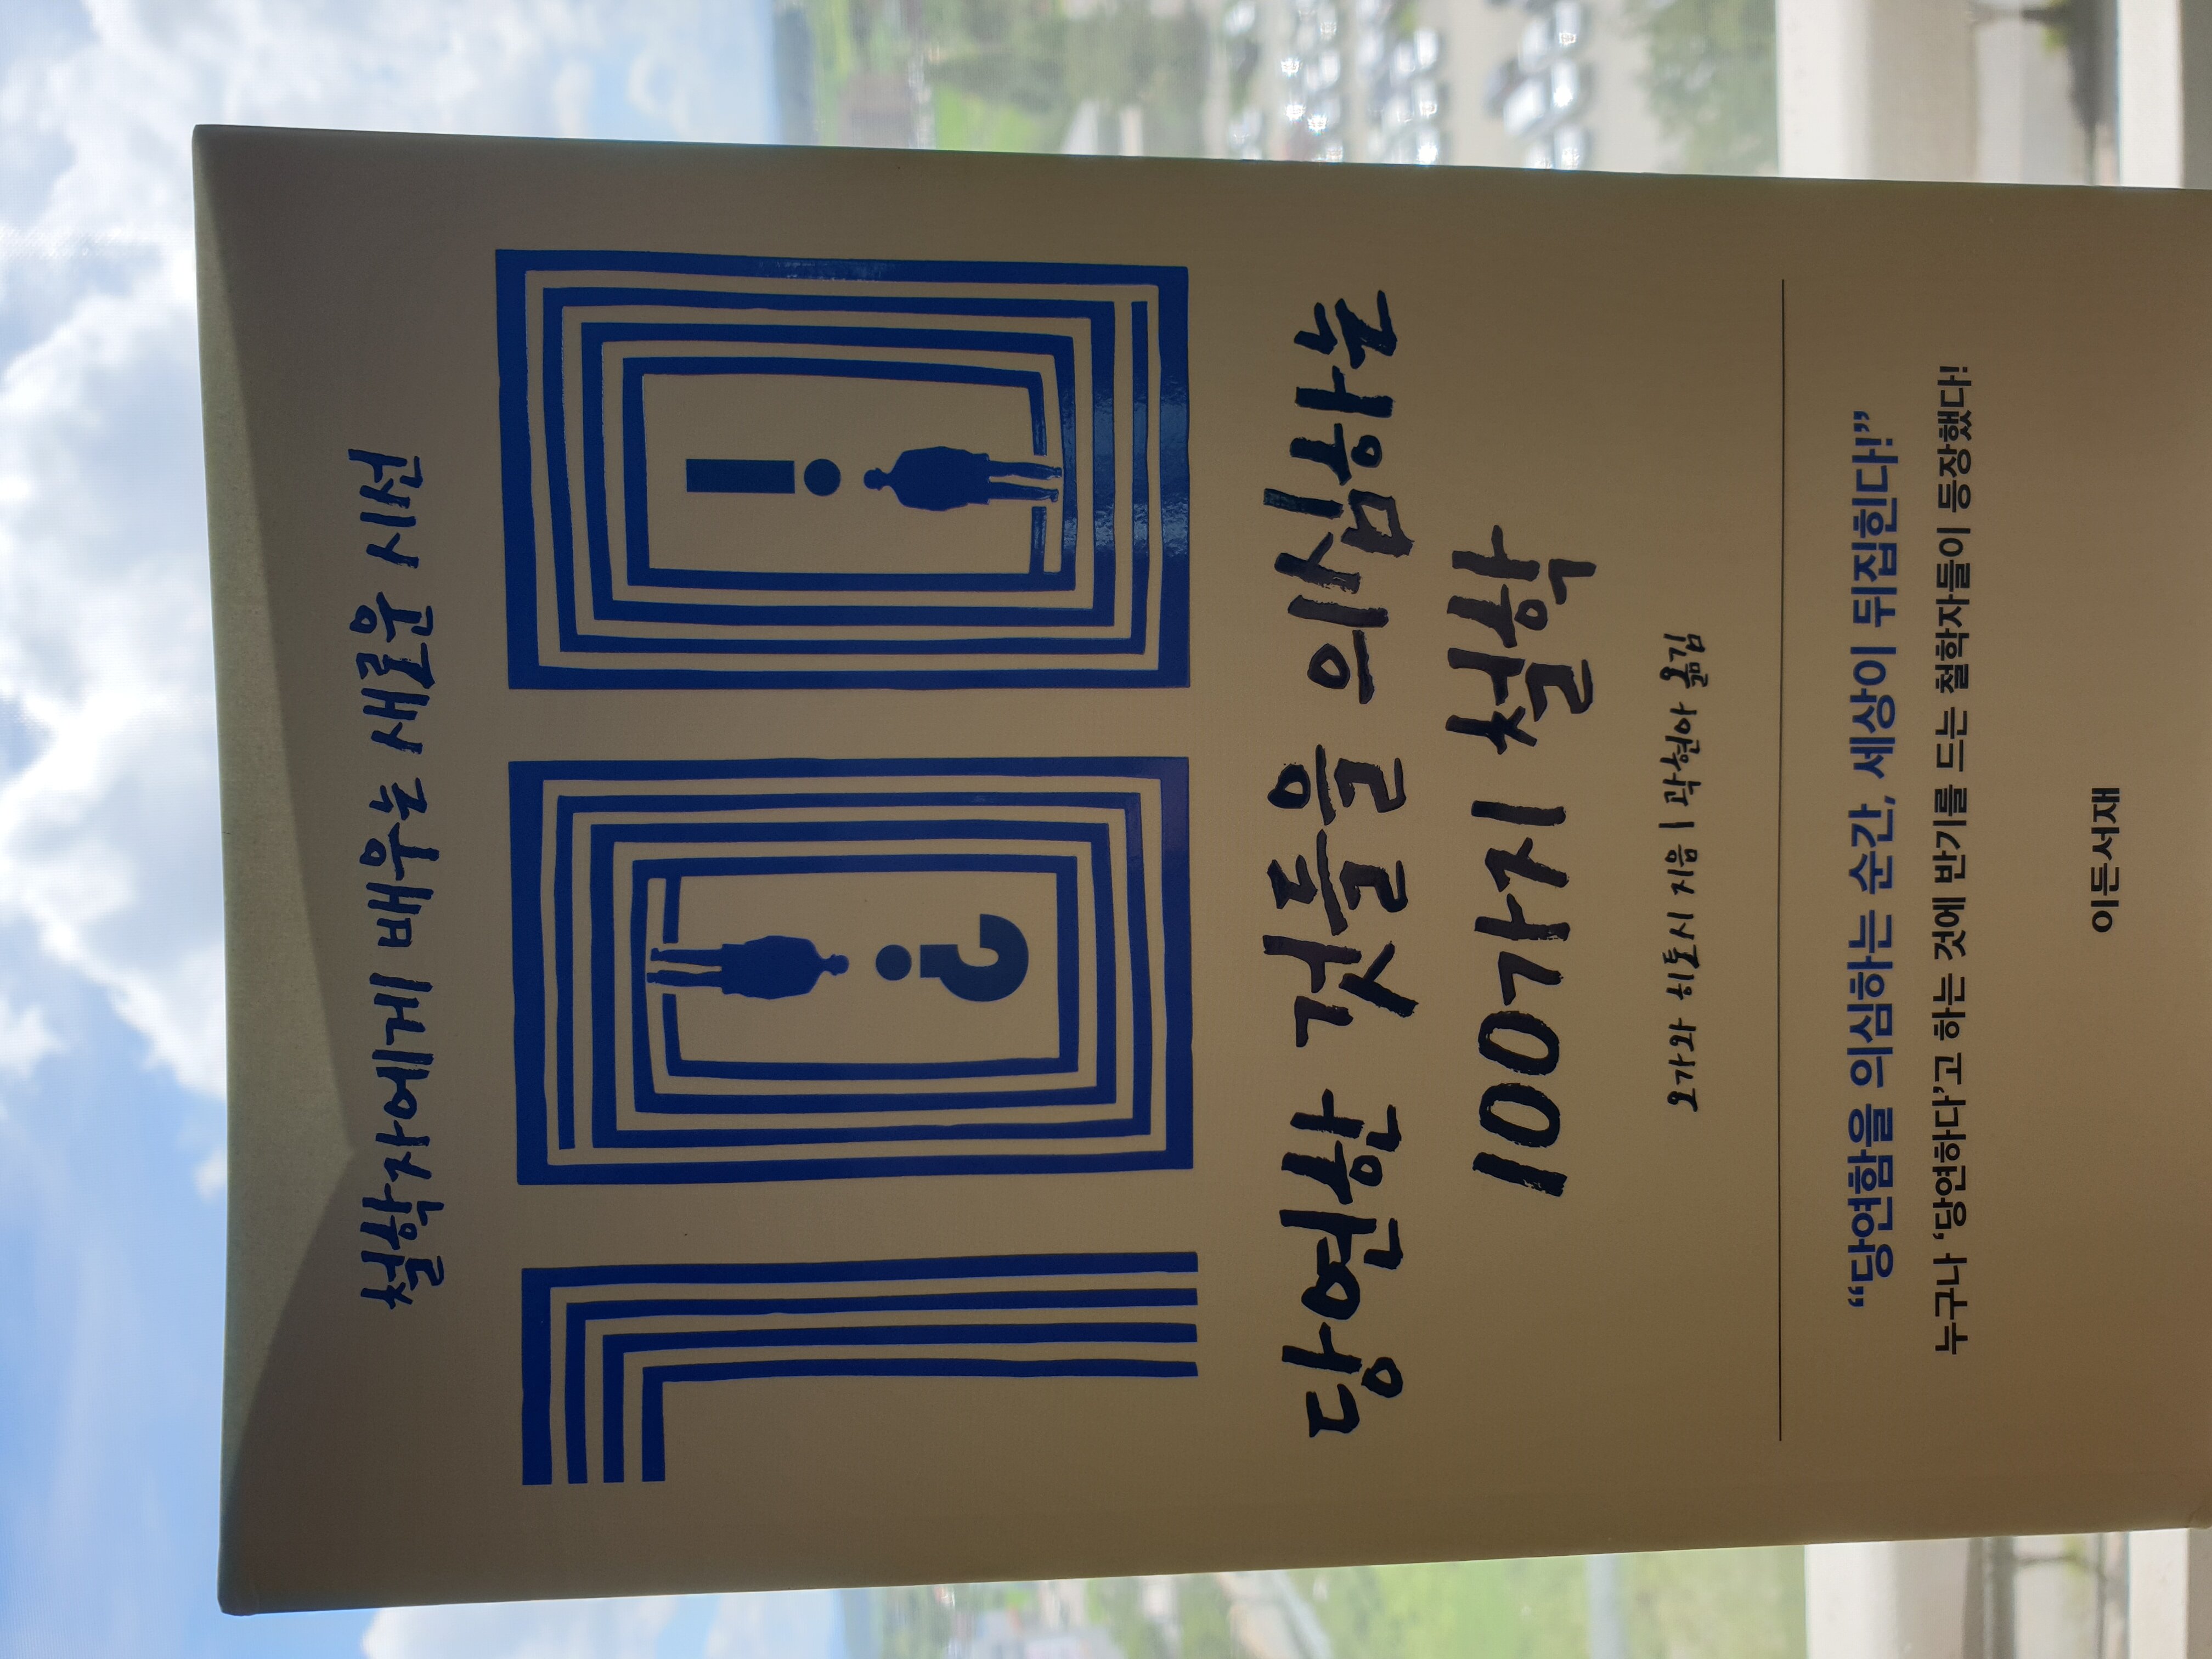 철학자에게 배우는 새로운 시선
?
!
당연한 것들을 의심하는
100가지 철학
오가와 히토시 지음 | 곽현아 옮김
“당연함을 의심하는 순간, 세상이 뒤집힌다!”
누구나 ‘당연하다’고 하는 것에 반기를 드는 철학자들이 등장했다!
이든서재